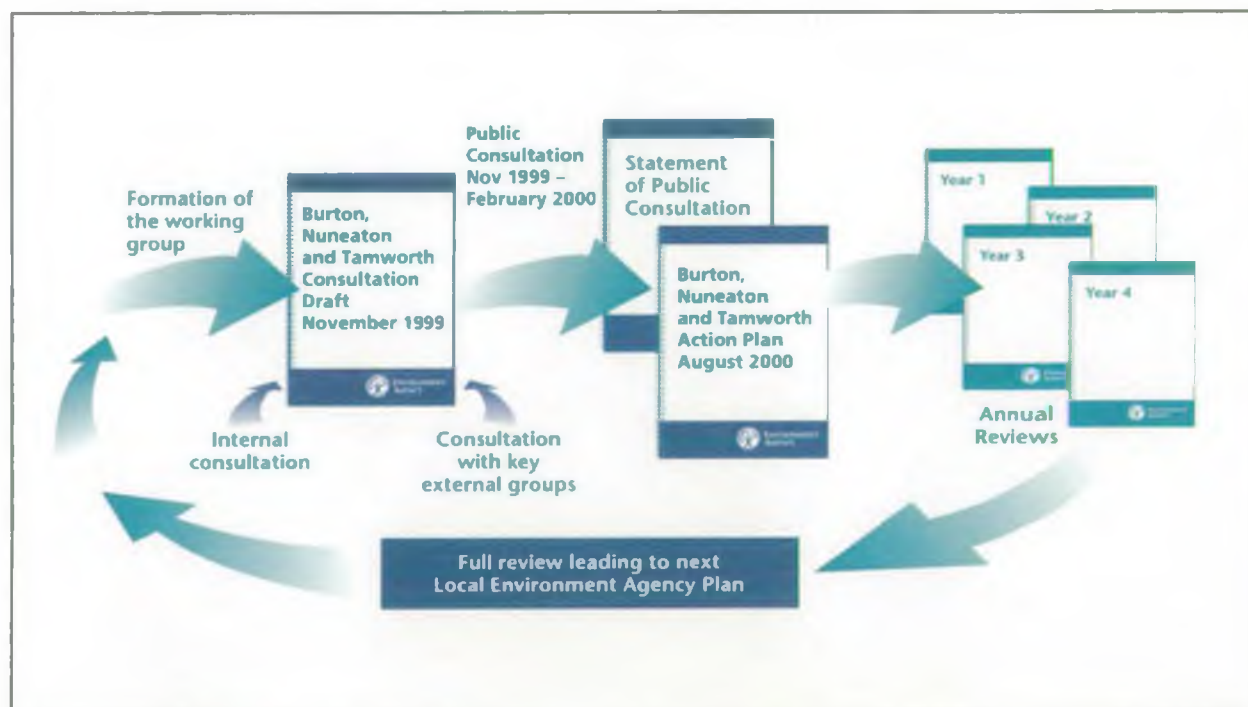 Formation of
the working
group
Burton,
Nuneaton
and Tamworth
Consultation
Draft
November 1999
Internal
consultation
Consultation
with key
external groups
Public
Consultation
Nov 1999 –
February 2000
Statement
of Public
Consultation
Burton,
Nuneaton
and Tamworth
Action Plan
August 2000
Environment
Agency
Year 1
Year 2
Year 3
Year 4
Annual
Reviews
Full review leading to next
Local Environment Agency Plan